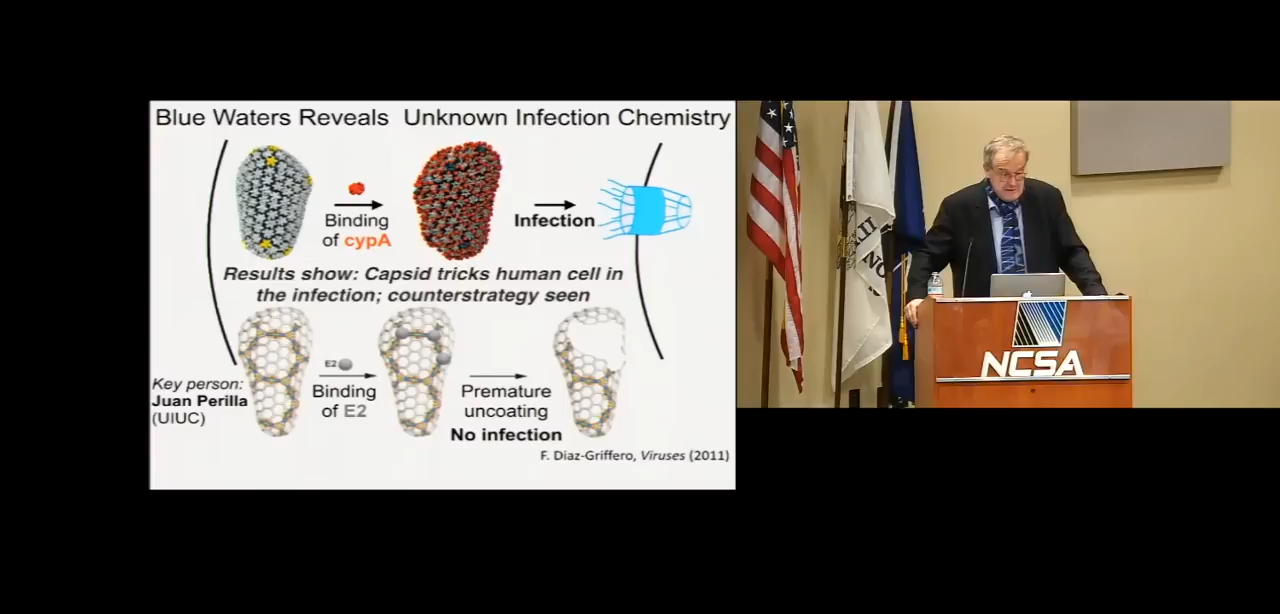 Blue Waters Reveals Unknown Infection Chemistry
Binding
of cypA
Infection
Results show: Capsid tricks human cell in
the infection; counterstrategy seen
Key person:
Juan Perilla
(UIUC)
E2
Binding
of E2
Premature
uncoating
No infection
F. Diaz-Griffero, Viruses (2011)
NCSA